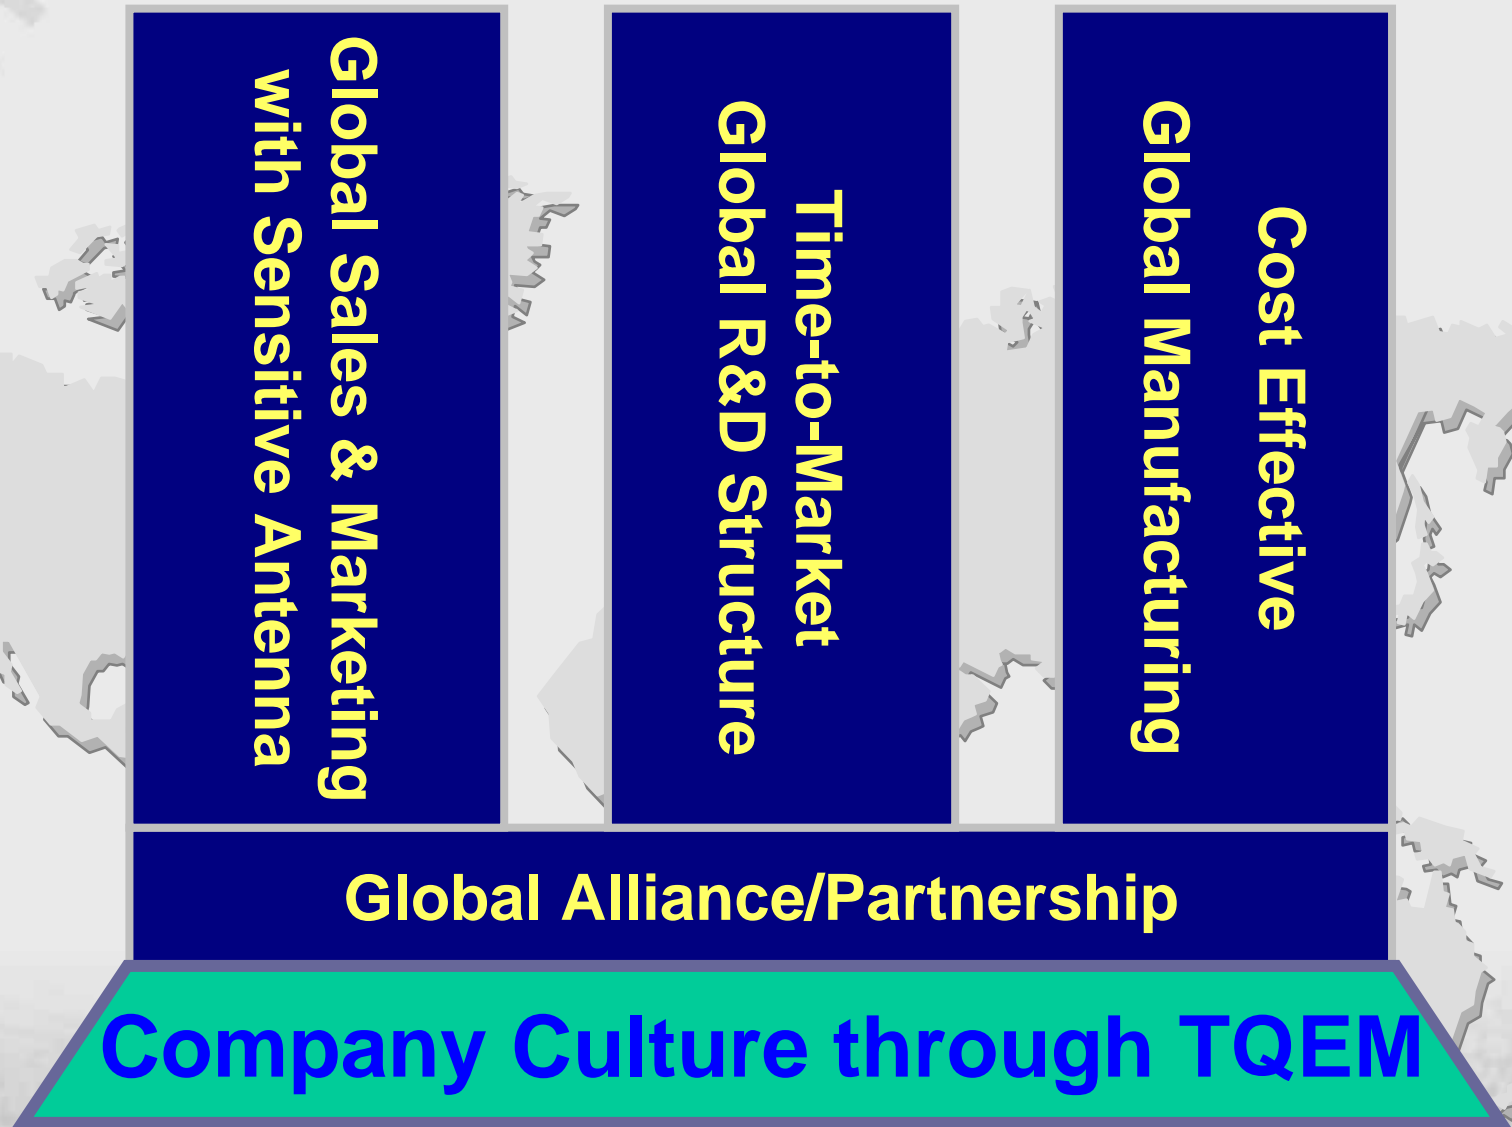 Global Sales & Marketing
with Sensitive Antenna
Time-to-Market
Global R&D Structure
Cost Effective
Global Manufacturing
Global Alliance/Partnership
Company Culture through TQEM